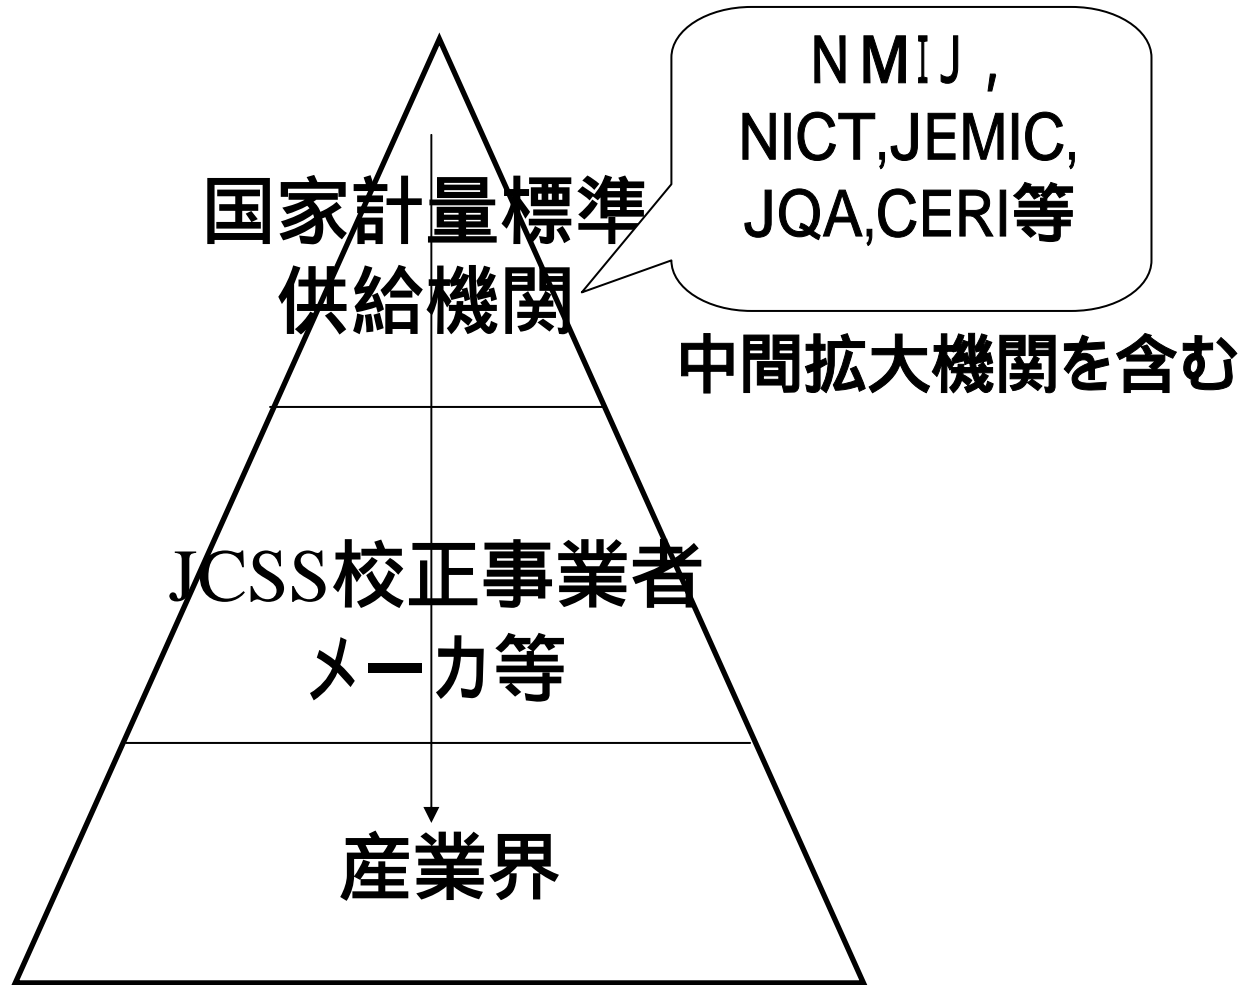 NMIJ,
NICT,JEMIC,
JQA,CERI等
国家計量標準
供給機関
中間拡大機関を含む
JCSS校正事業者
メーカ等
産業界